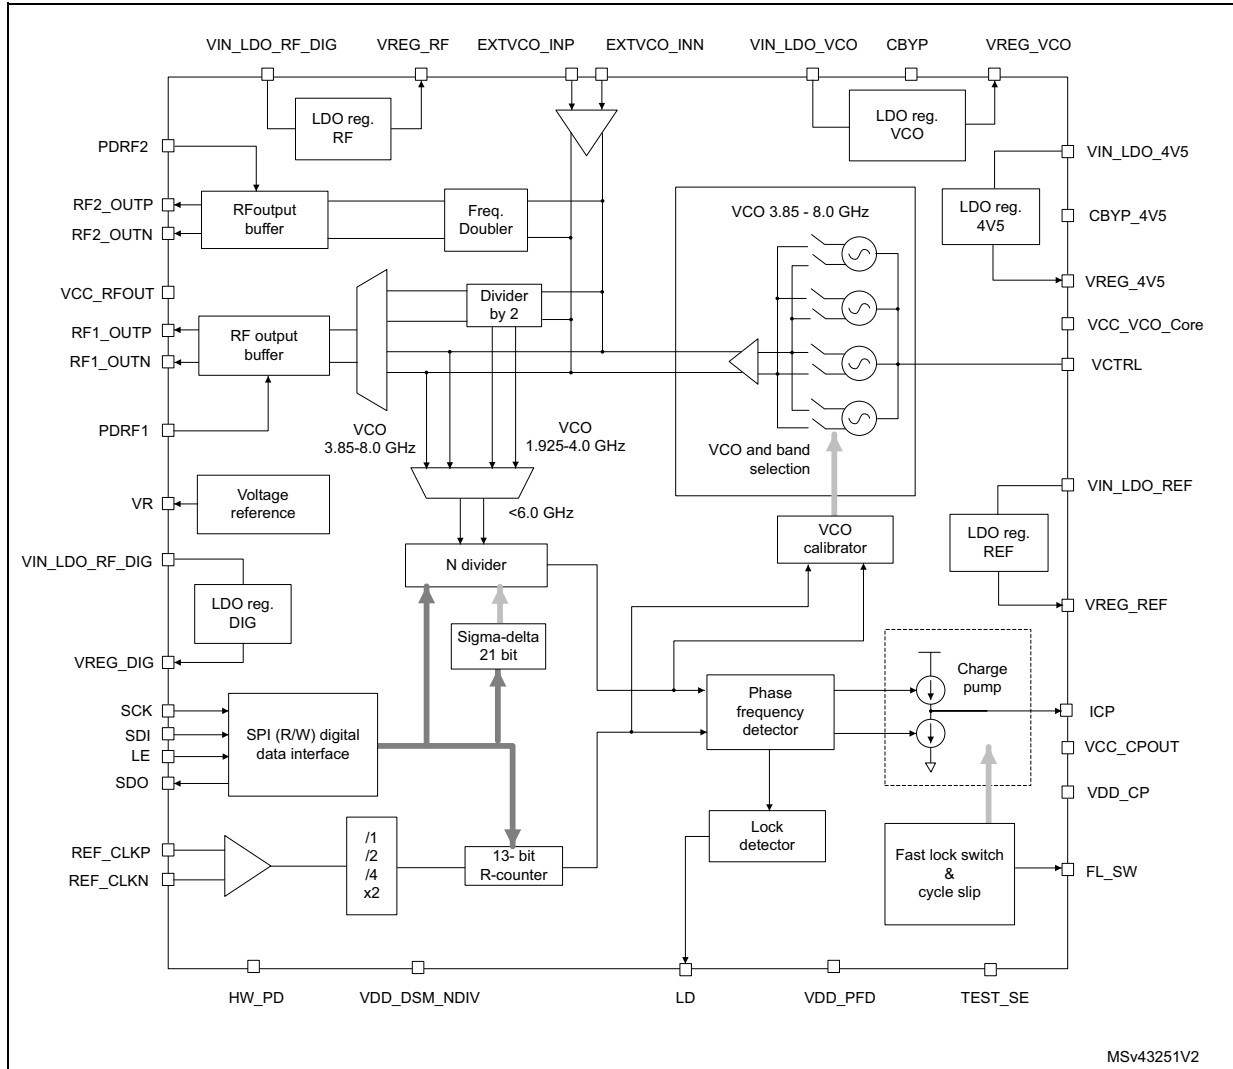 VIN_LDO_RF_DIG
VREG_RF
EXTVCO_INP
EXTVCO_INN
VIN_LDO_VCO
CBYP
VREG_VCO
LDO reg.
RF
LDO reg.
VCO
PDRF2
VIN_LDO_4V5
RF2_OUTP
RF2_OUTN
RFoutput
buffer
Freq.
Doubler
VCO 3.85 - 8.0 GHz
LDO reg.
4V5
CBYP_4V5
VCC_RFOUT
Divider
by 2
VREG_4V5
RF1_OUTP
RF1_OUTN
RF output
buffer
VCC_VCO_Core
VCTRL
PDRF1
VCO
3.85-8.0 GHz
VCO
1.925-4.0 GHz
VCO and band
selection
VR
Voltage
reference
<6.0 GHz
VIN_LDO_REF
VCO
calibrator
LDO reg.
REF
VIN_LDO_RF_DIG
N divider
LDO reg.
DIG
VREG_REF
Sigma-delta
21 bit
VREG_DIG
Charge
pump
Phase
frequency
detector
SCK
SDI
LE
SDO
SPI (R/W) digital
data interface
ICP
VCC_CPOUT
VDD_CP
Lock
detector
REF_CLKP
REF_CLKN
/1
/2
/4
x2
13- bit
R-counter
Fast lock switch
&
cycle slip
FL_SW
HW_PD
VDD_DSM_NDIV
LD
VDD_PFD
TEST_SE
MSv43251V2